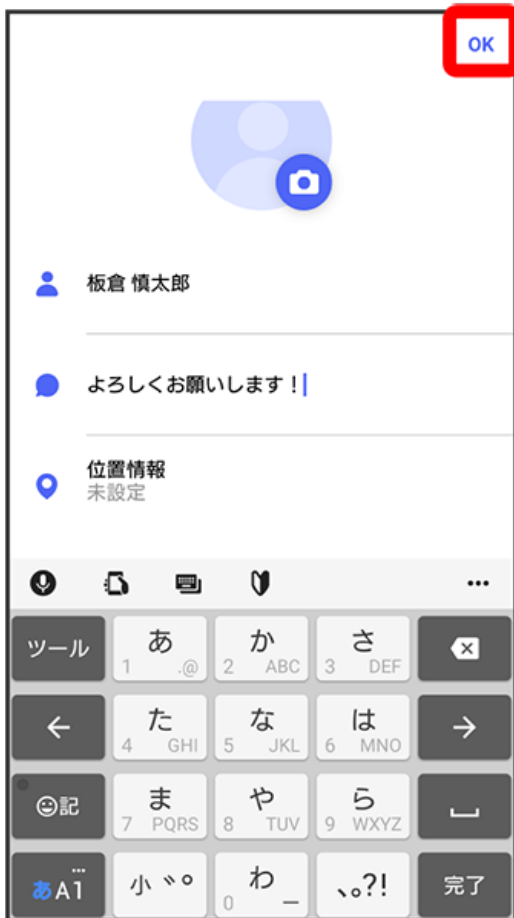 OK
板倉 慎太郎
よろしくお願いします！
位置情報
未設定
ツール
あ
1 .@
か
2 ABC
さ
3 DEF
た
4 GHI
な
5 JKL
は
6 MNO
記
ま
7 PQRS
や
8 TUV
ら
9 WXYZ
あA1
小 ゛゜
わ
0 ー
、。?!
完了